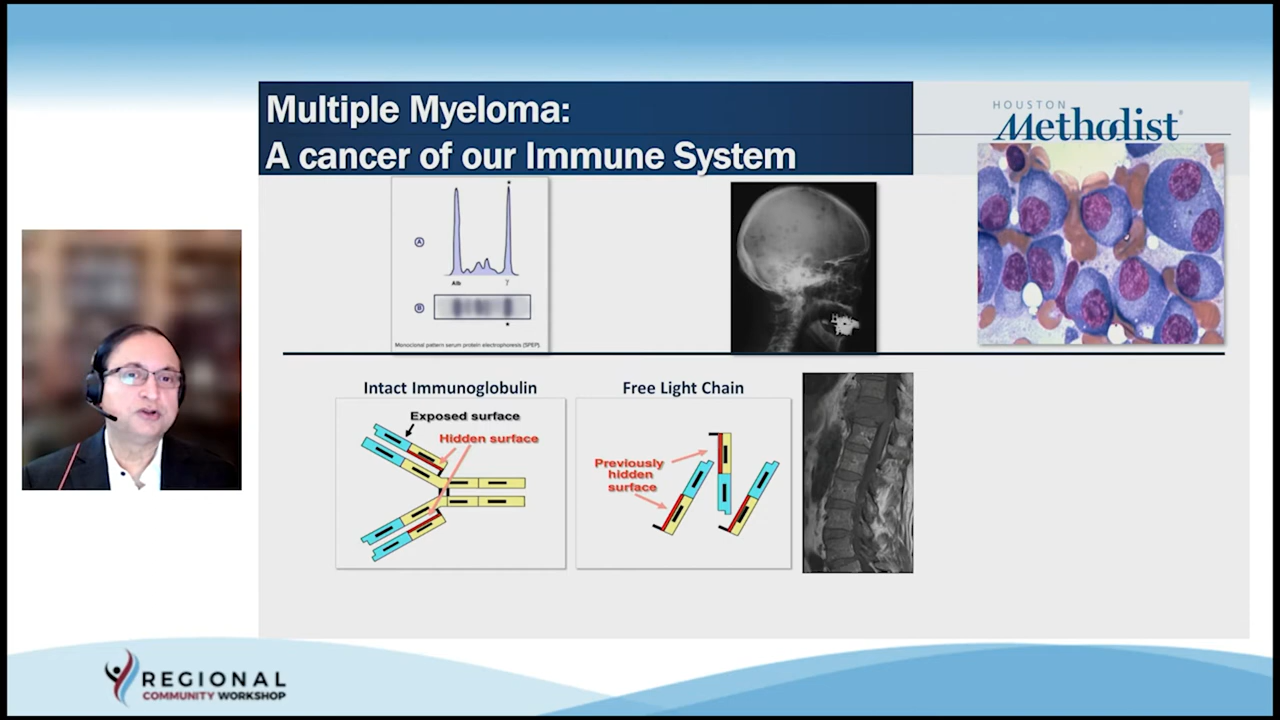 Multiple Myeloma:
A cancer of our Immune System
HOUSTON
Methodist®
A
Alb
γ
B
Monoclonal pattern serum protein electrophoresis (SPEP).
Intact Immunoglobulin
Exposed surface
Hidden surface
Free Light Chain
Previously
hidden
surface
REGIONAL
COMMUNITY WORKSHOP